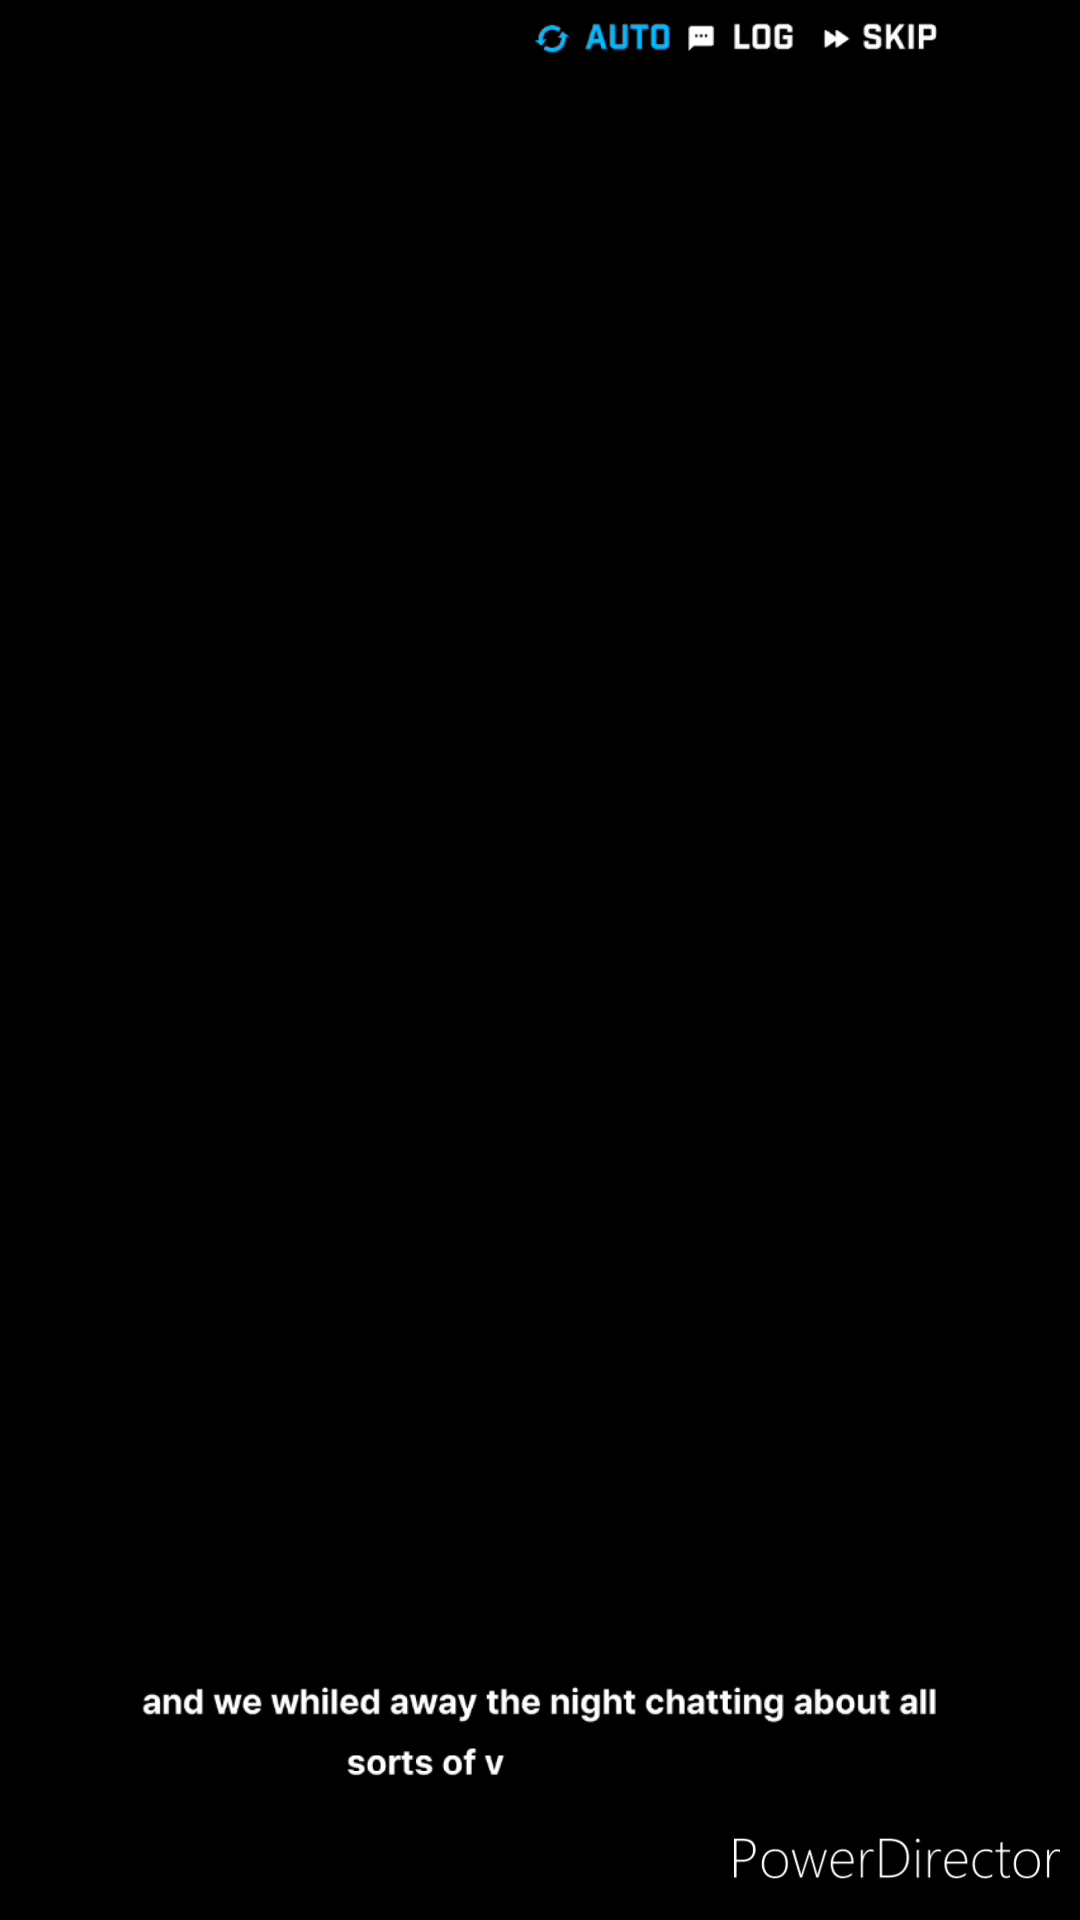 AUTO LOG SKIP
and we whiled away the night chatting about all
sorts of v
PowerDirector